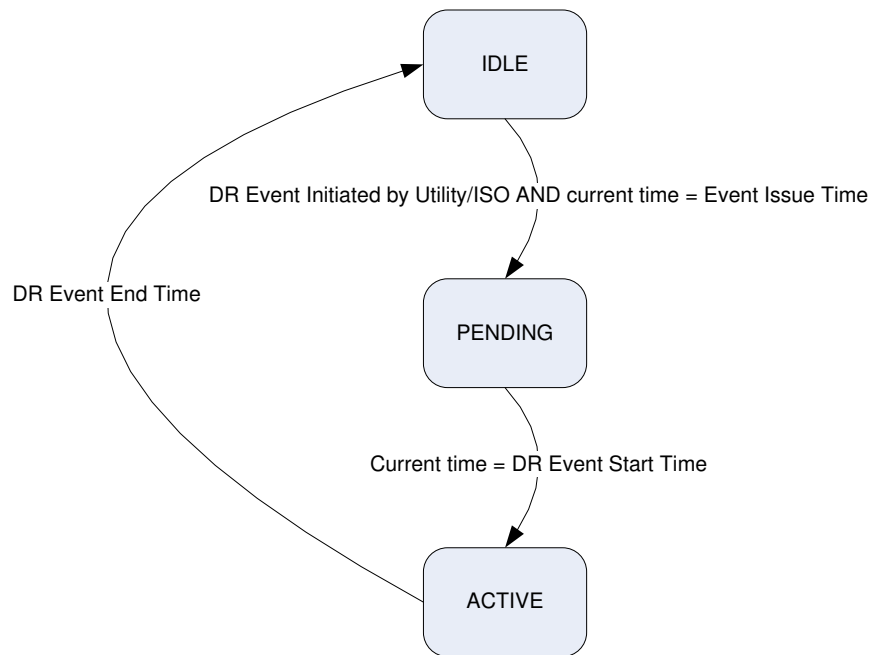 IDLE
DR Event Initiated by Utility/ISO AND current time = Event Issue Time
DR Event End Time
PENDING
Current time = DR Event Start Time
ACTIVE